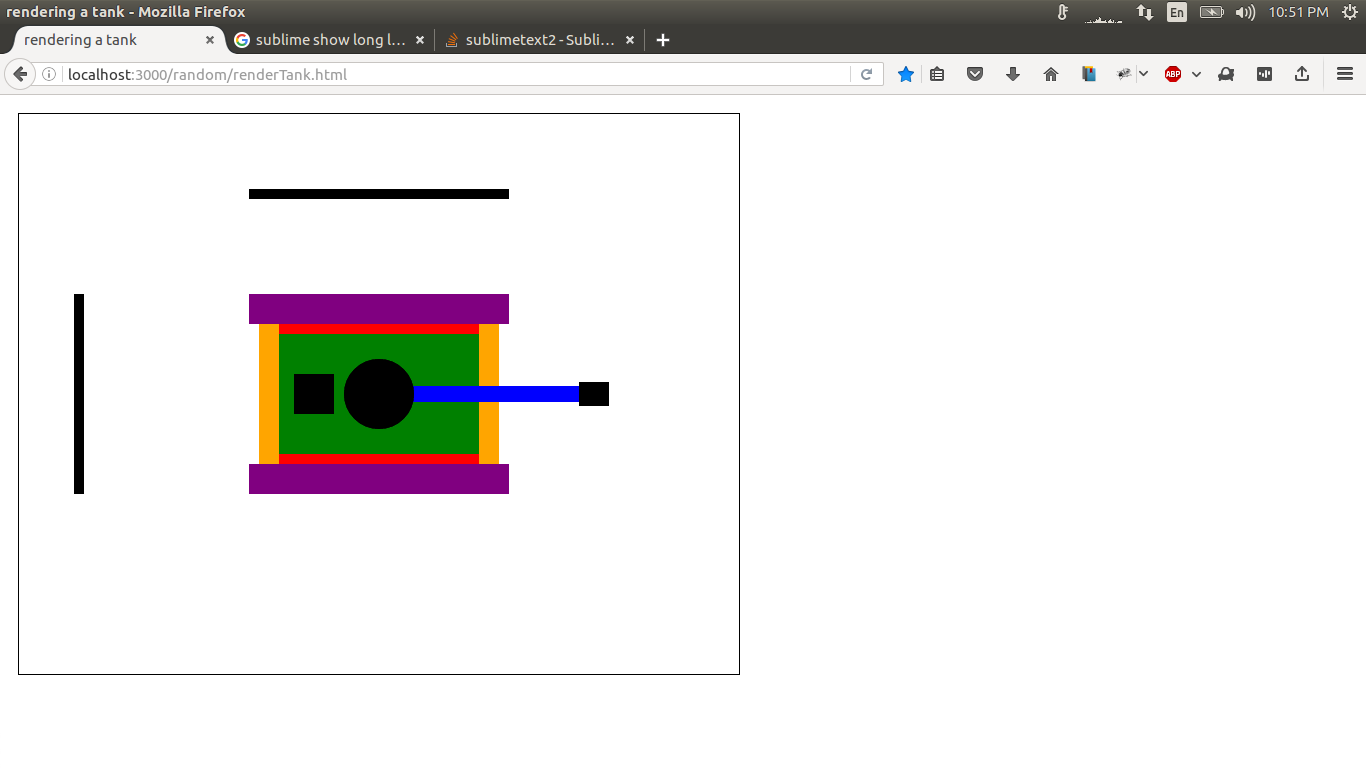 rendering a tank - Mozilla Firefox
En
10:51 PM
rendering a tank
sublime show long l...
sublimetext2 - Subli...
localhost:3000/random/renderTank.html
ABP